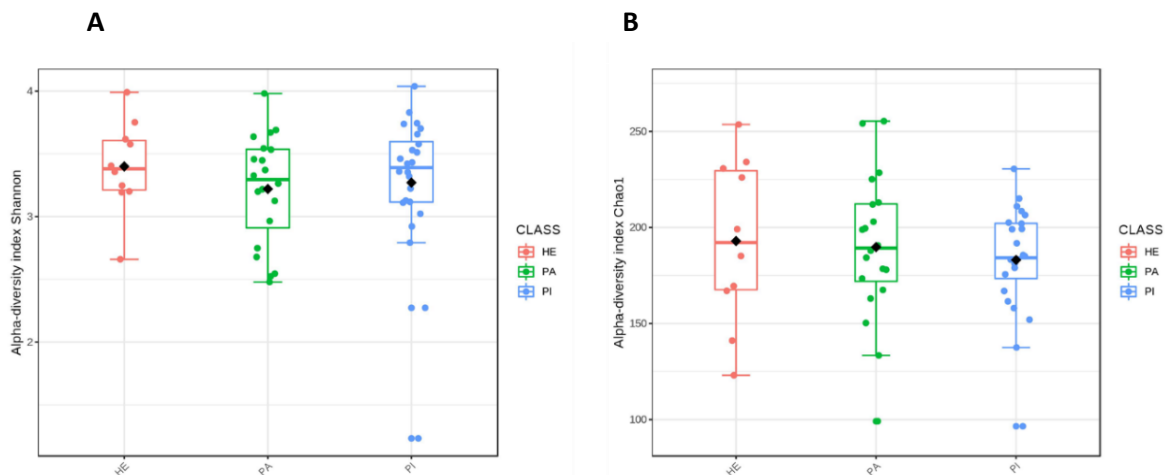 A
B
Alpha-diversity index Shannon
4
3
2
HE
PA
PI
CLASS
HE
PA
PI
Alpha-diversity index Chao1
250
200
150
100
HE
PA
PI
CLASS
HE
PA
PI